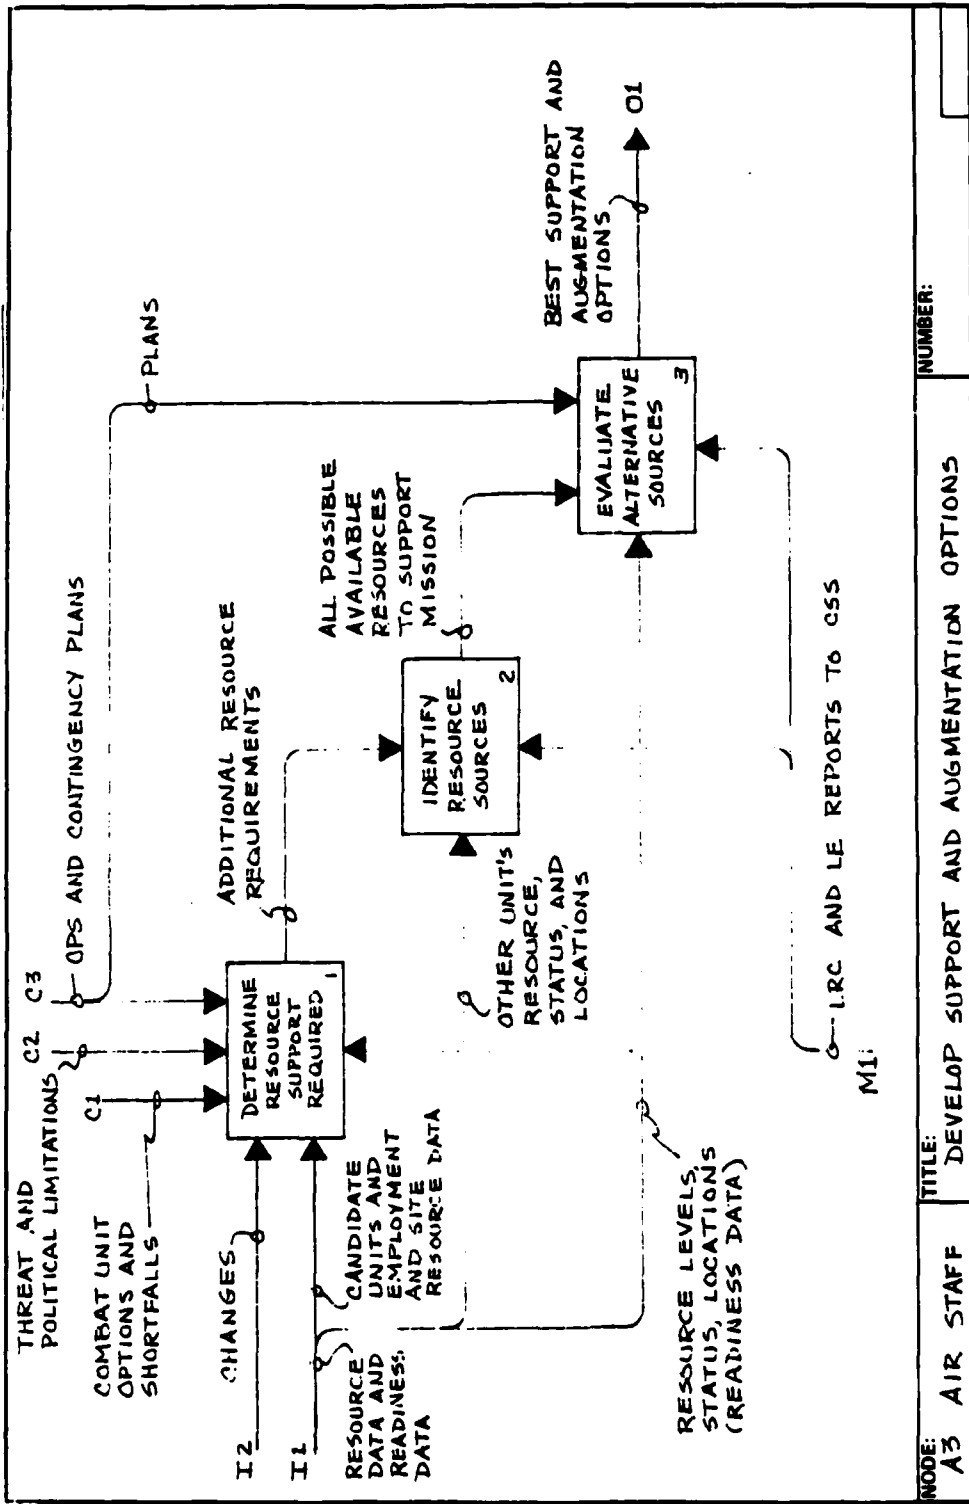 C1
C2
C3
THREAT AND
POLITICAL LIMITATIONS
OPS AND CONTINGENCY PLANS
COMBAT UNIT
OPTIONS AND
SHORTFALLS
PLANS
I2
CHANGES
I1
RESOURCE
DATA AND
READINESS
DATA
CANDIDATE
UNITS AND
EMPLOYMENT
AND SITE
RESOURCE DATA
DETERMINE
RESOURCE
SUPPORT
REQUIRED
1
ADDITIONAL RESOURCE
REQUIREMENTS
IDENTIFY
RESOURCE
SOURCES
2
OTHER UNIT'S
RESOURCE,
STATUS, AND
LOCATIONS
ALL POSSIBLE
AVAILABLE
RESOURCES
TO SUPPORT
MISSION
EVALUATE
ALTERNATIVE
SOURCES
3
BEST SUPPORT AND
AUGMENTATION
OPTIONS
O1
RESOURCE LEVELS,
STATUS, LOCATIONS
(READINESS DATA)
LRC AND LE REPORTS TO CSS
M1
NODE:
A3 AIR STAFF
TITLE:
DEVELOP SUPPORT AND AUGMENTATION OPTIONS
NUMBER: